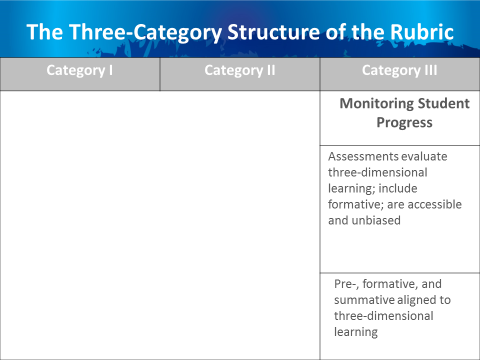 The Three-Category Structure of the Rubric
Category I
Category II
Category III
Monitoring Student
Progress
Assessments evaluate
three-dimensional
learning; include
formative; are accessible
and unbiased
Pre-, formative, and
summative aligned to
three-dimensional
learning